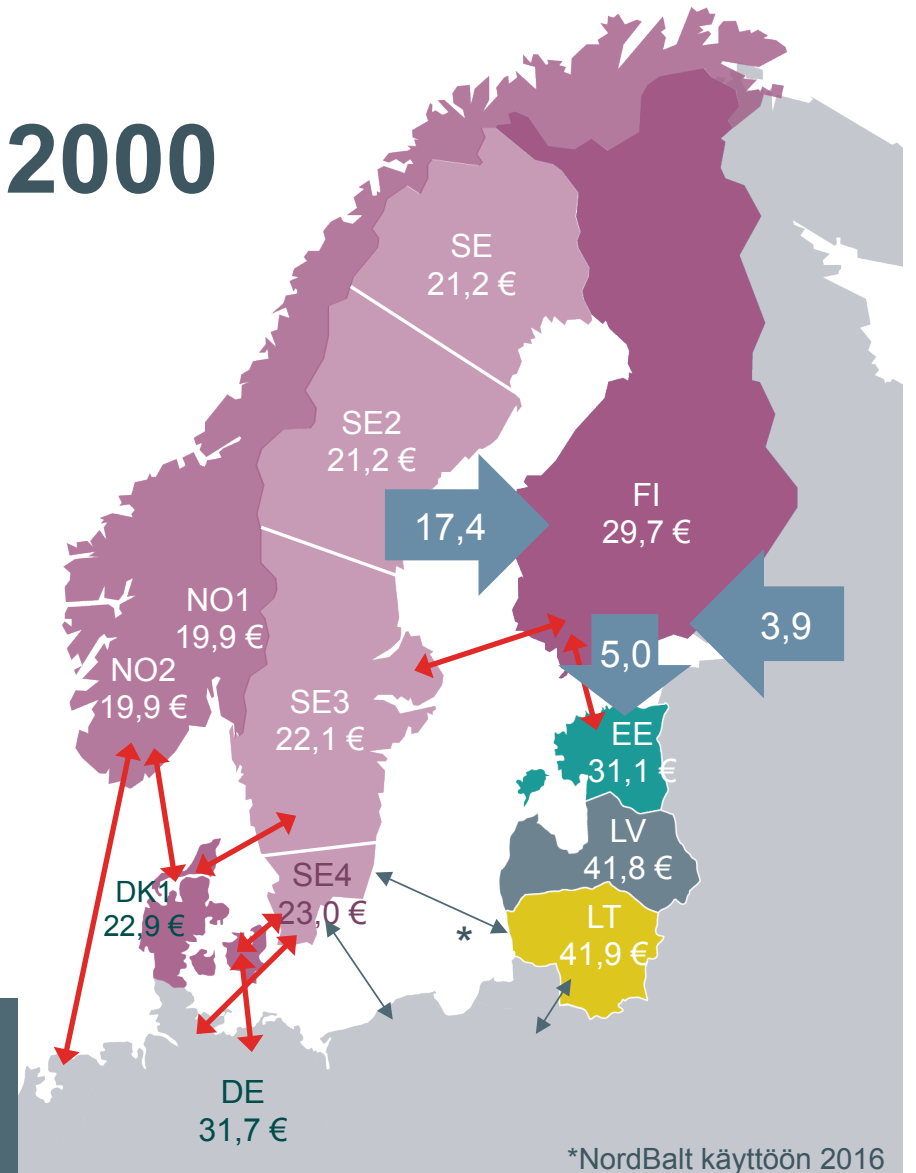 2000
SE
21,2 €
SE2
21,2 €
17,4
FI
29,7 €
3,9
5,0
NO1
19,9 €
NO2
19,9 €
SE3
22,1 €
EE
31,1 €
LV
41,8 €
DK1
22,9 €
SE4
23,0 €
*
LT
41,9 €
DE
31,7 €
*NordBalt käyttöön 2016